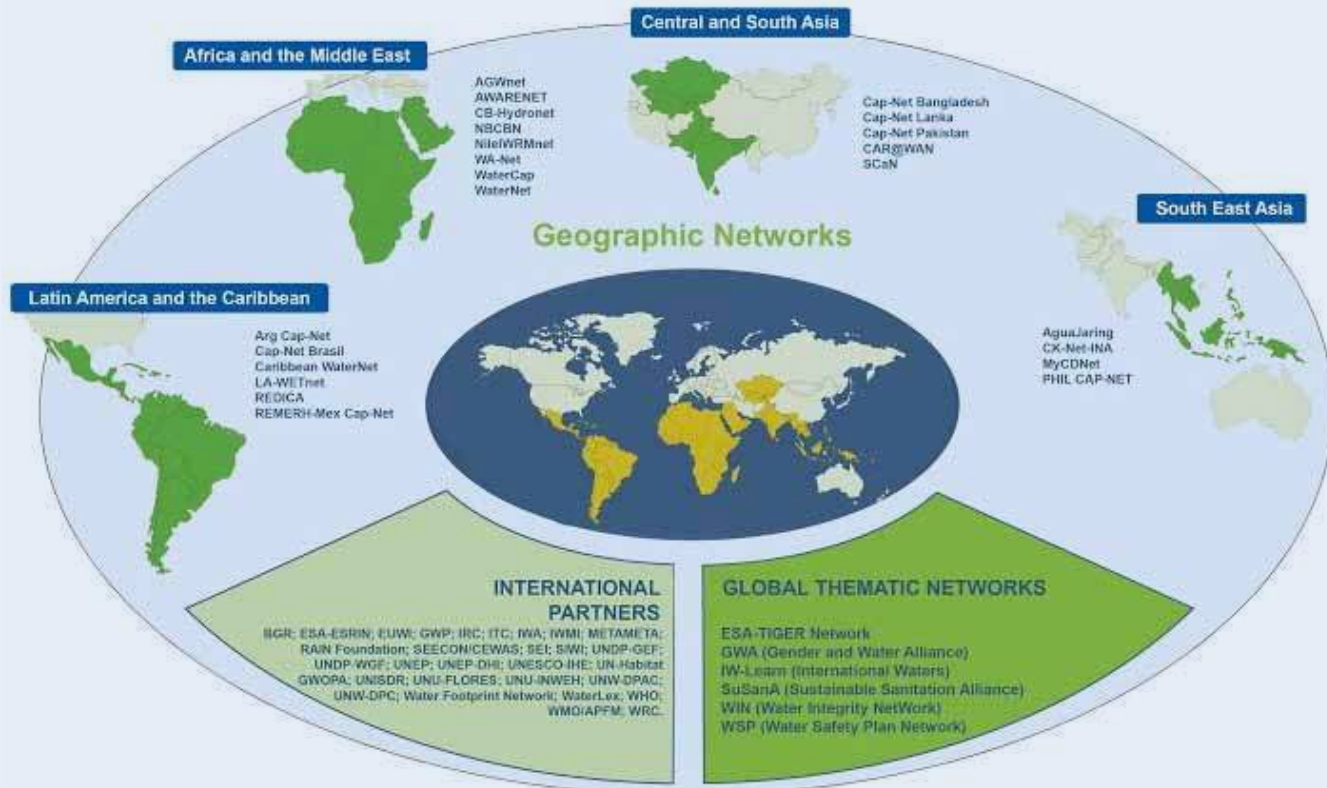 Central and South Asia
Africa and the Middle East
AGWnet
AWARENET
CB-Hydronet
NBCBN
NileIWRMnet
WA-Net
WaterCap
WaterNet
Cap-Net Bangladesh
Cap-Net Lanka
Cap-Net Pakistan
CAR@WAN
SCaN
South East Asia
Geographic Networks
Latin America and the Caribbean
Arg Cap-Net
Cap-Net Brasil
Caribbean WaterNet
LA-WETnet
REDICA
REMERH-Mex Cap-Net
AguaJaring
CK-Net-INA
MyCDNet
PHIL CAP-NET
INTERNATIONAL
PARTNERS
BGR; ESA-ESRIN; EUWI; GWP; IRC; ITC; IWA; IWMI; METAMETA;
RAIN Foundation; SEECON/CEWAS; SEI; SIWI; UNDP-GEF;
UNDP-WGF; UNEP; UNEP-DHI; UNESCO-IHE; UN-Habitat
GWOPA; UNISDR; UNU-FLORES; UNU-INWEH; UNW-DPAC;
UNW-DPC; Water Footprint Network; WaterLex; WHO;
WMO/APFM; WRC.
GLOBAL THEMATIC NETWORKS
ESA-TIGER Network
GWA (Gender and Water Alliance)
IW-Learn (International Waters)
SuSanA (Sustainable Sanitation Alliance)
WIN (Water Integrity NetWork)
WSP (Water Safety Plan Network)